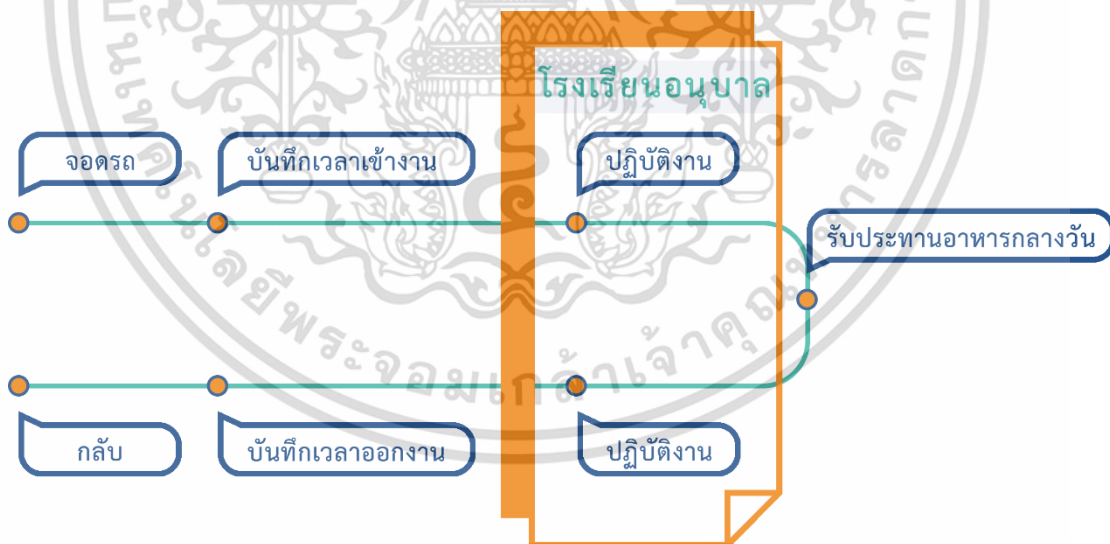 โรงเรียนอนุบาล
จอดรถ
บันทึกเวลาเข้างาน
ปฏิบัติงาน
รับประทานอาหารกลางวัน
กลับ
บันทึกเวลาออกงาน
ปฏิบัติงาน